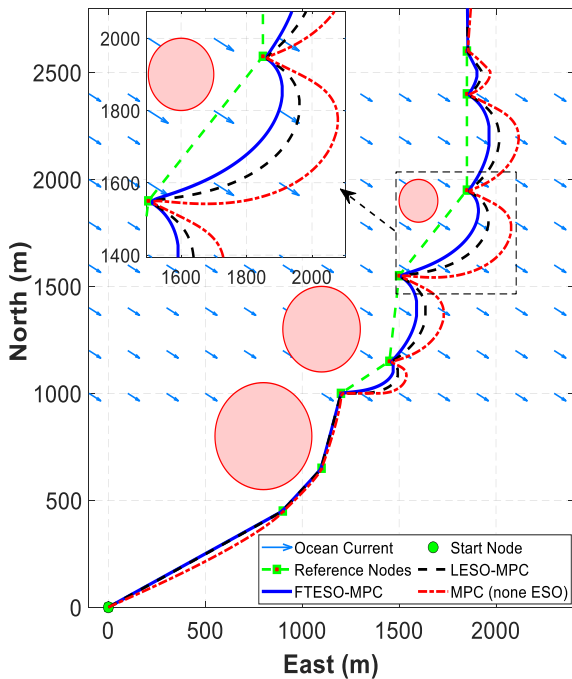 2000
1800
1600
1400
1500 1600 1800 2000
2500
2000
1500
1000
500
0
North (m)
Ocean Current
Start Node
Reference Nodes
LESO-MPC
FTESO-MPC
MPC (none ESO)
0 500 1000 1500 2000
East (m)